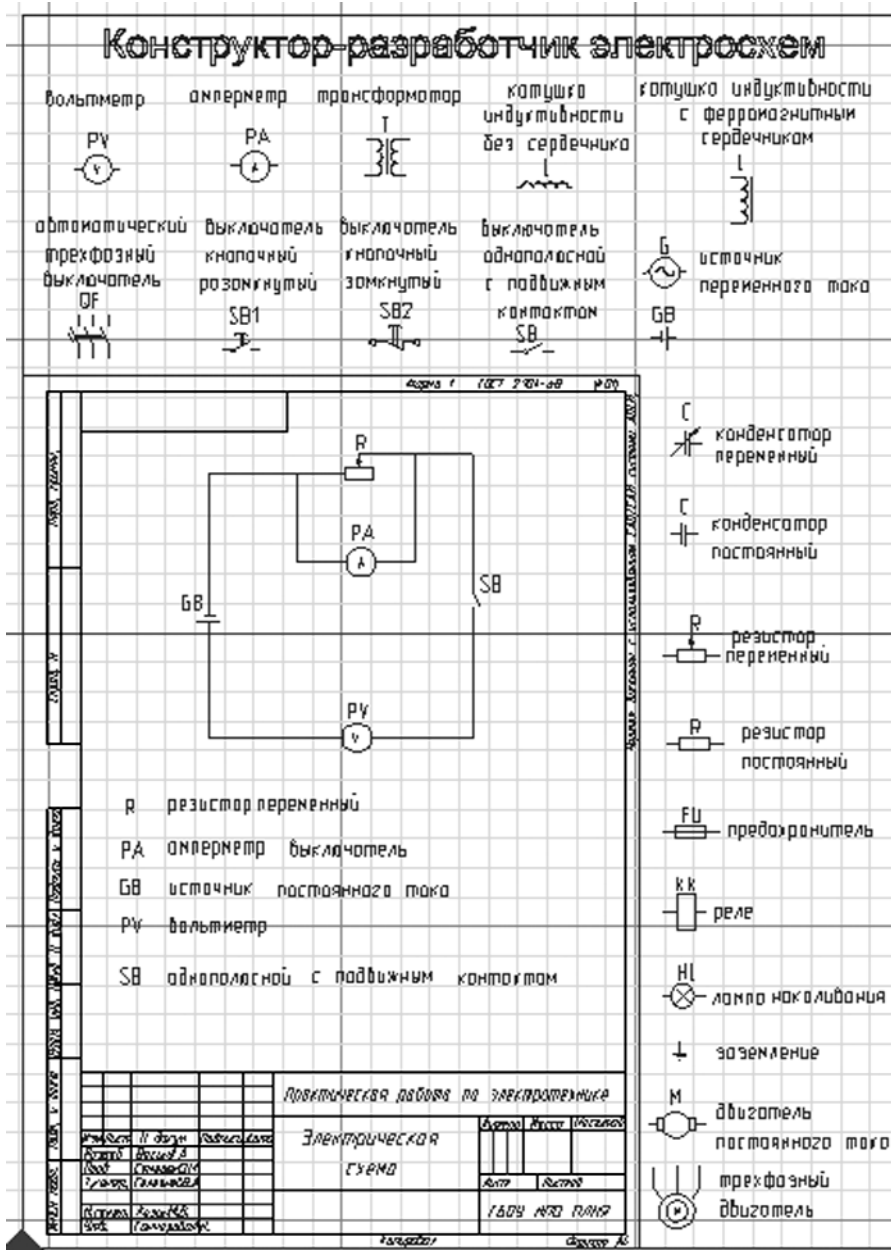 Конструктор-разработчик электросхем
вольтметр
PV
амперметр
PA
трансформатор
T
катушка
индуктивности
без сердечника
L
катушка индуктивности
с ферромагнитным
сердечником
L
автоматический
трехфазный
выключатель
QF
выключатель
кнопочный
разомкнутый
SB1
выключатель
кнопочный
замкнутый
SB2
выключатель
однополосной
с подвижным
контактом
SB
G
источник
переменного тока
GB
C
конденсатор
переменный
C
конденсатор
постоянный
R
резистор
переменный
R
резистор
постоянный
FU
предохранитель
kk
реле
HL
лампа накаливания
заземление
M
двигатель
постоянного тока
трехфазный
двигатель
R
PA
GB
SB
PV
R резистор переменный
PA амперметр выключатель
GB источник постоянного тока
PV вольтметр
SB однополосной с подвижным контактом
Практическая работа по электротехнике
Электрическая
схема